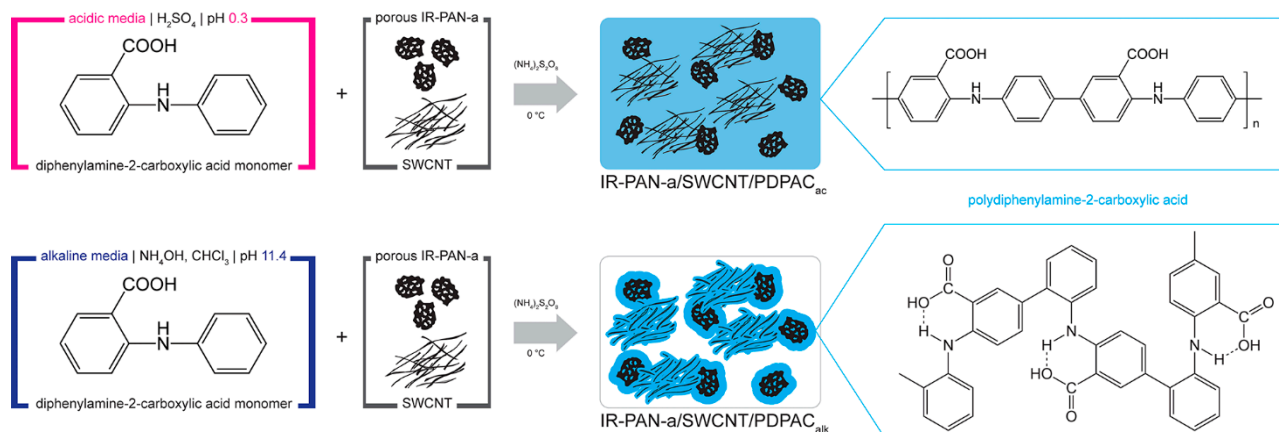 acidic media | H₂SO₄ | pH 0.3
COOH
H
N
diphenylamine-2-carboxylic acid monomer
+
porous IR-PAN-a
SWCNT
(NH₄)₂S₂O₈
0 °C
IR-PAN-a/SWCNT/PDPACac
COOH
H
N
COOH
H
N
n
polydiphenylamine-2-carboxylic acid
alkaline media | NH₄OH, CHCl₃ | pH 11.4
COOH
H
N
diphenylamine-2-carboxylic acid monomer
+
porous IR-PAN-a
SWCNT
(NH₄)₂S₂O₈
0 °C
IR-PAN-a/SWCNT/PDPACalk
O
HO
H
N
H
N
HO
O
O
OH
N
H